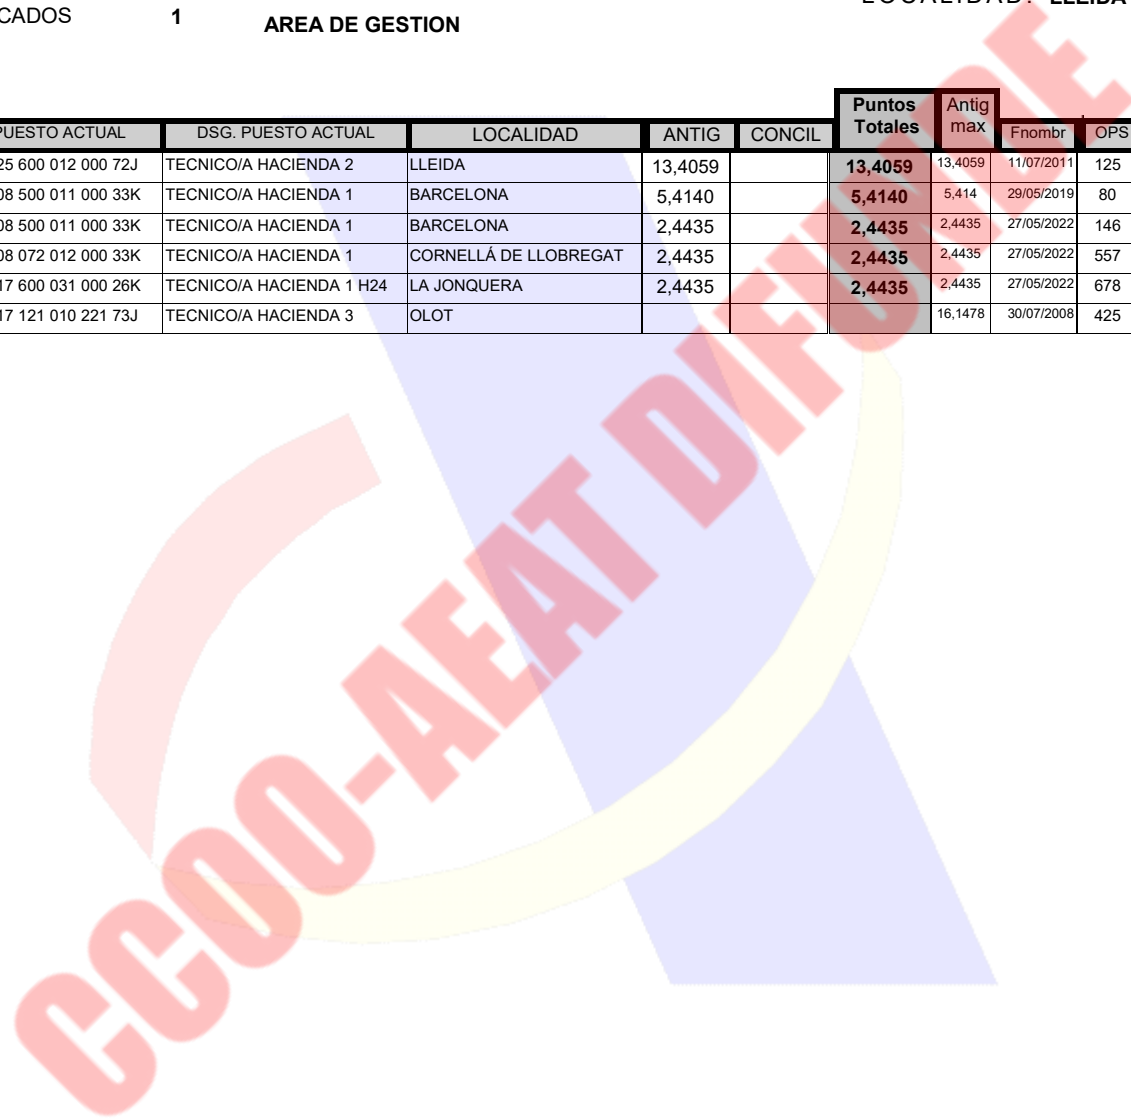 CADOS 1 AREA DE GESTION LOCALIDAD: LLEIDA
PUESTO ACTUAL DSG. PUESTO ACTUAL LOCALIDAD ANTIG CONCIL Puntos Totales Antig max Fnombr OPS
25 600 012 000 72J TECNICO/A HACIENDA 2 LLEIDA 13,4059 13,4059 13,4059 11/07/2011 125
08 500 011 000 33K TECNICO/A HACIENDA 1 BARCELONA 5,4140 5,4140 5,414 29/05/2019 80
08 500 011 000 33K TECNICO/A HACIENDA 1 BARCELONA 2,4435 2,4435 2,4435 27/05/2022 146
08 072 012 000 33K TECNICO/A HACIENDA 1 CORNELLÁ DE LLOBREGAT 2,4435 2,4435 2,4435 27/05/2022 557
17 600 031 000 26K TECNICO/A HACIENDA 1 H24 LA JONQUERA 2,4435 2,4435 2,4435 27/05/2022 678
17 121 010 221 73J TECNICO/A HACIENDA 3 OLOT 16,1478 30/07/2008 425
CCOO-AEAT DIFUNDE